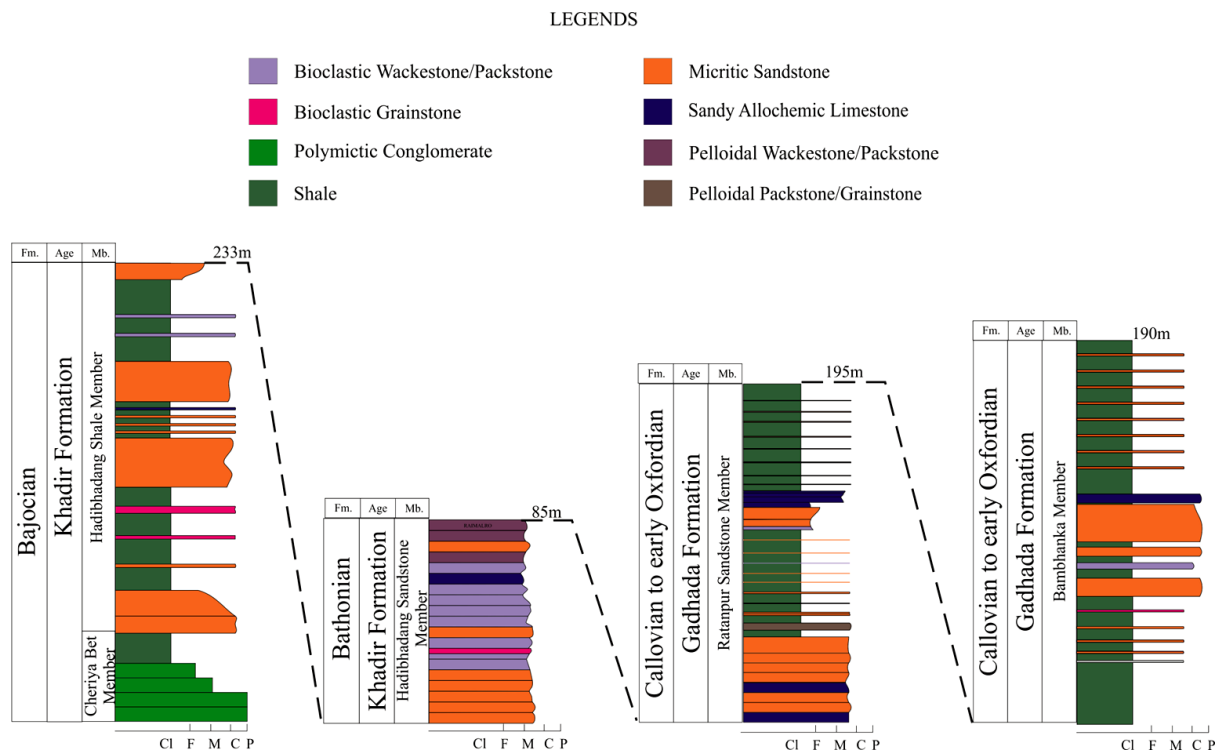 LEGENDS
Bioclastic Wackestone/Packstone
Bioclastic Grainstone
Polymictic Conglomerate
Shale
Micritic Sandstone
Sandy Allochemic Limestone
Pelloidal Wackestone/Packstone
Pelloidal Packstone/Grainstone
Fm. Age Mb.
233m
Bajocian
Khadir Formation
Hadibhadang Shale Member
Cheriya Bet
Member
Cl F M C P
Fm. Age Mb.
85m
Bathonian
Khadir Formation
Hadibhadang Sandstone
Member
RAIMALRO
Cl F M C P
Fm. Age Mb.
195m
Callovian to early Oxfordian
Gadhada Formation
Ratanpur Sandstone Member
Cl F M C P
Fm. Age Mb.
190m
Callovian to early Oxfordian
Gadhada Formation
Bambhanka Member
Cl F M C P